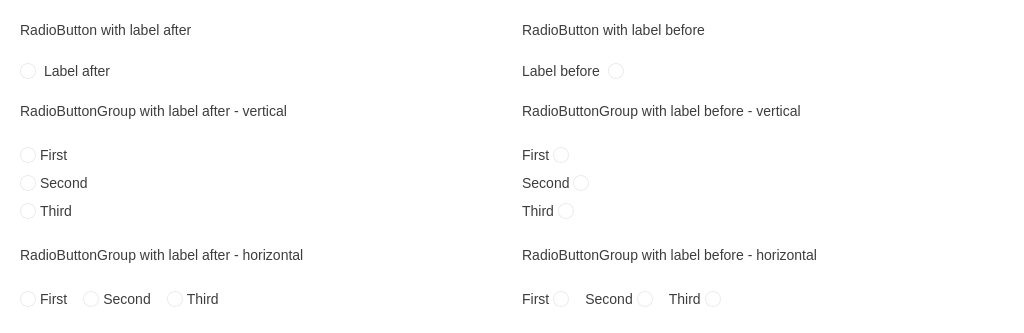 RadioButton with label after
Label after
RadioButtonGroup with label after - vertical
First
Second
Third
RadioButtonGroup with label after - horizontal
First Second Third
RadioButton with label before
Label before
RadioButtonGroup with label before - vertical
First
Second
Third
RadioButtonGroup with label before - horizontal
First Second Third